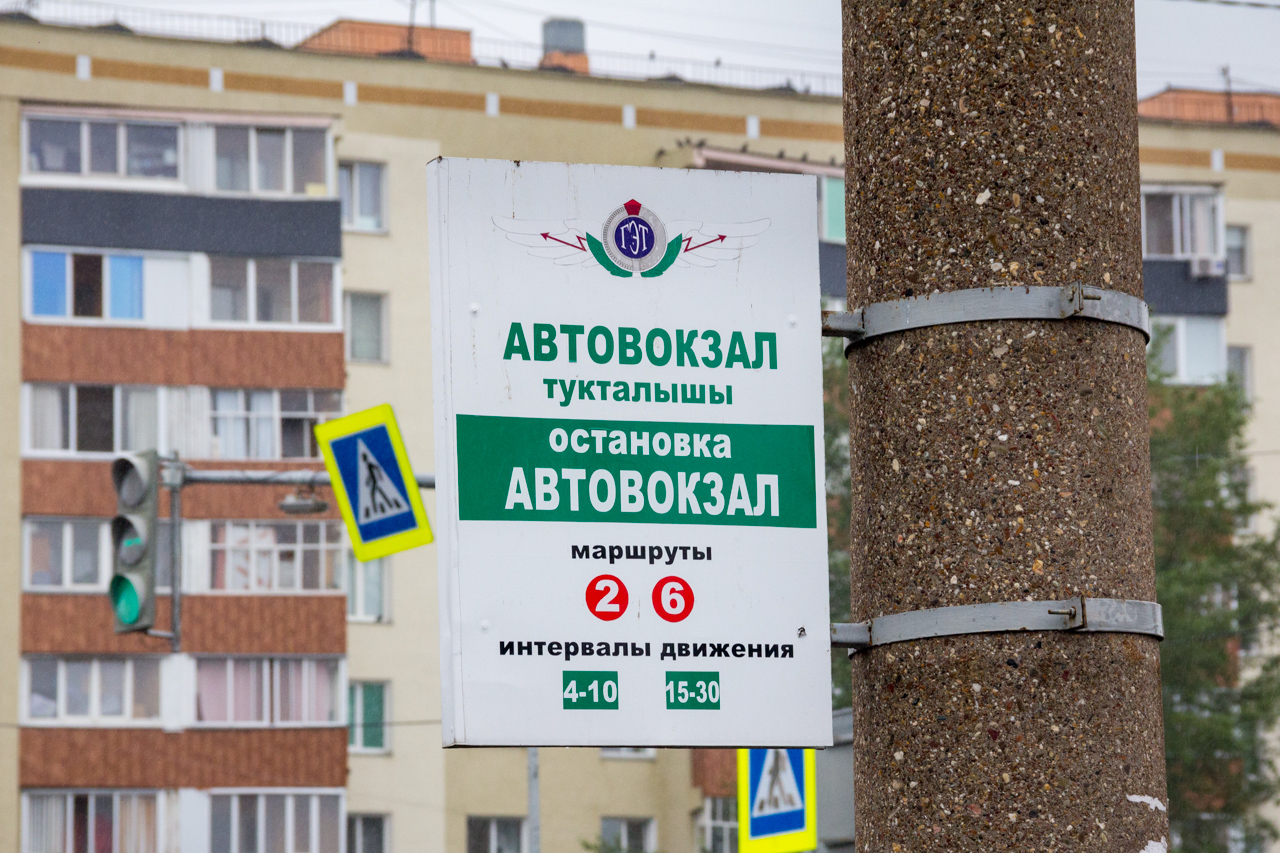 ГЭТ
АВТОВОКЗАЛ
тукталышы
остановка
АВТОВОКЗАЛ
маршруты
2 6
интервалы движения
4-10 15-30